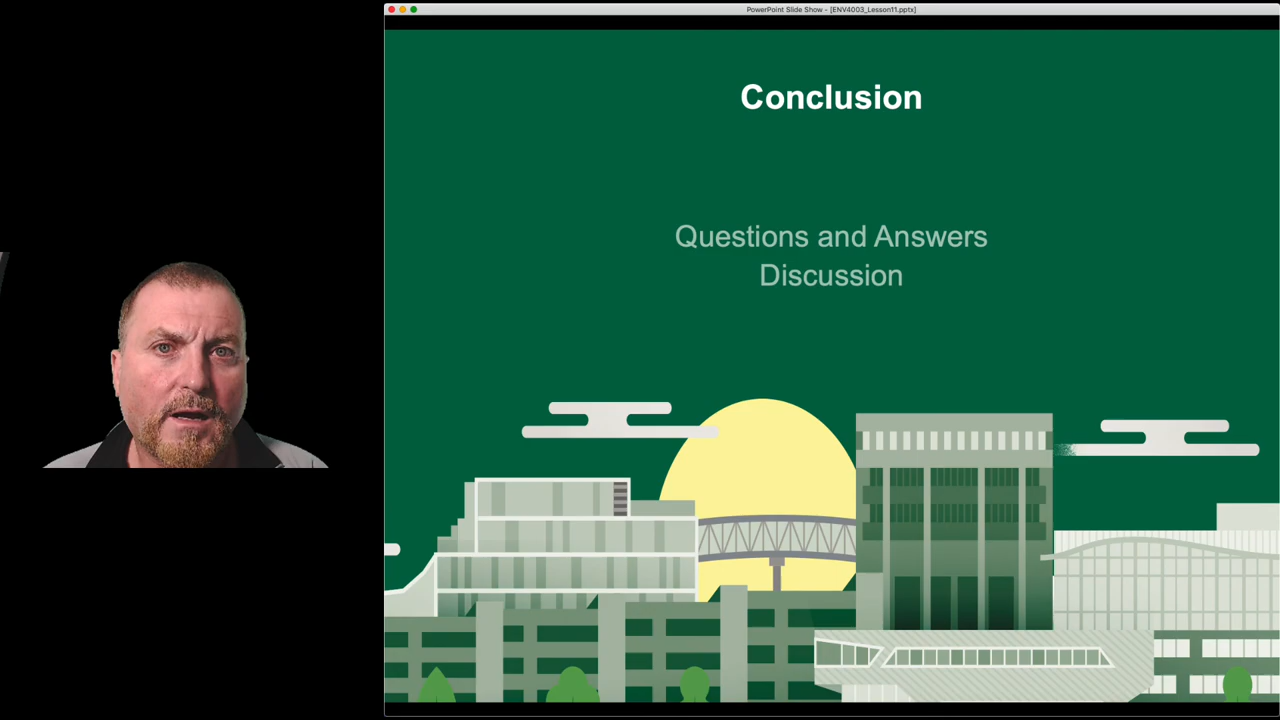 PowerPoint Slide Show - [ENV4003_Lesson11.pptx]
Conclusion
Questions and Answers
Discussion